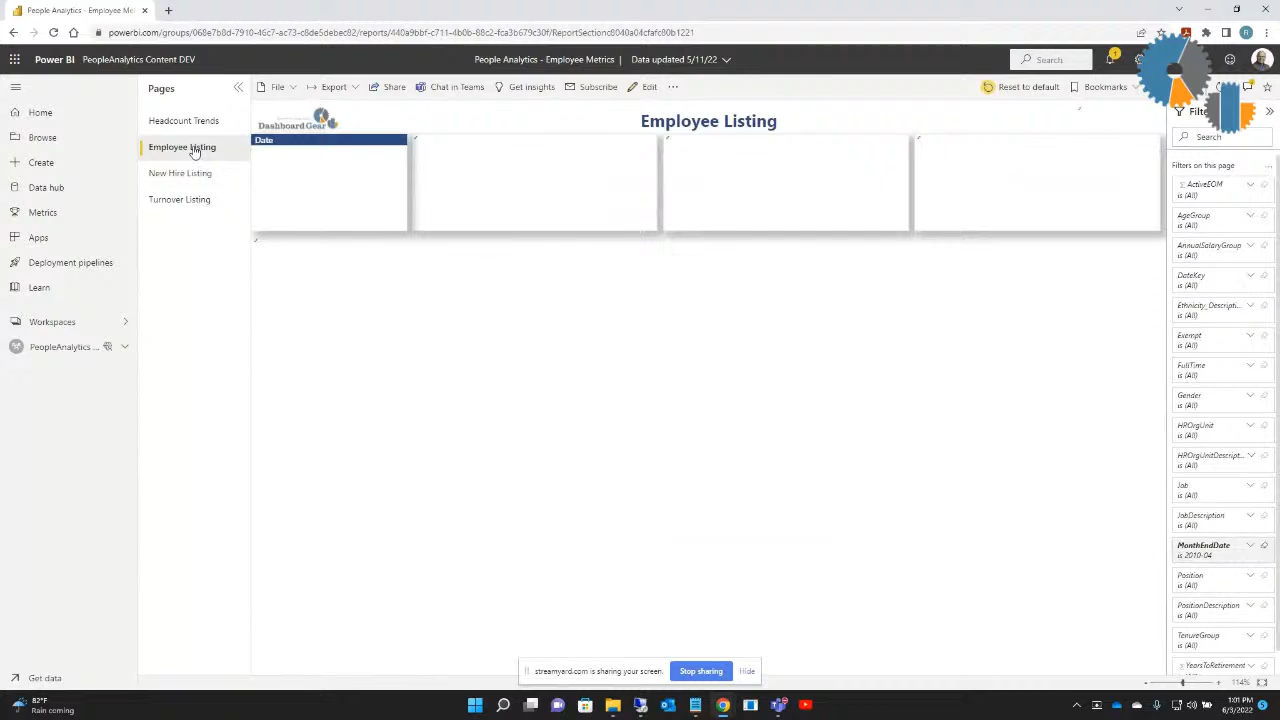 People Analytics - Employee Me
powerbi.com/groups/068e7b8d-7910-46c7-ac73-c8de5debec82/reports/440a9bbf-c711-4b0b-88c2-fca3b679c30f/ReportSectionc8040a04cfafc80b1221
Power BI PeopleAnalytics Content DEV
People Analytics - Employee Metrics | Data updated 5/11/22
Search
1
Pages
File Export Share Chat in Teams Get insights Subscribe Edit ...
Reset to default Bookmarks
Home
Browse
Create
Data hub
Metrics
Apps
Deployment pipelines
Learn
Workspaces
PeopleAnalytics ...
Get data
Headcount Trends
Employee Listing
New Hire Listing
Turnover Listing
DashboardGear
Employee Listing
Date
Search
Filters on this page
ActiveEOM
is (All)
AgeGroup
is (All)
AnnualSalaryGroup
is (All)
DateKey
is (All)
Ethnicity_Descripti...
is (All)
Exempt
is (All)
FullTime
is (All)
Gender
is (All)
HROrgUnit
is (All)
HROrgUnitDescript...
is (All)
Job
is (All)
JobDescription
is (All)
MonthEndDate
is 2010-04
Position
is (All)
PositionDescription
is (All)
TenureGroup
is (All)
YearsToRetirement
streamyard.com is sharing your screen. Stop sharing Hide
114%
82°F
Rain coming
1:01 PM
6/3/2022